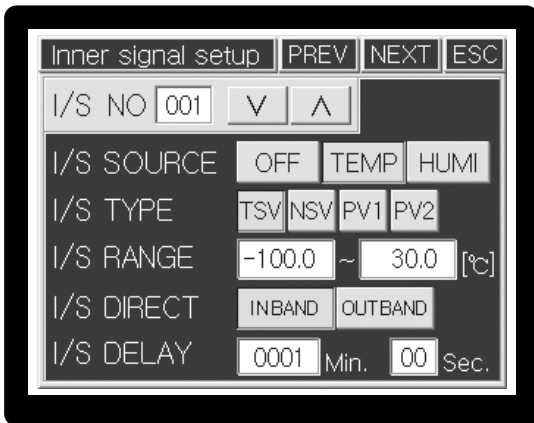 Inner signal setup PREV NEXT ESC
I/S NO 001 ∨ ∧
I/S SOURCE OFF TEMP HUMI
I/S TYPE TSV NSV PV1 PV2
I/S RANGE -100.0 ~ 30.0 [℃]
I/S DIRECT INBAND OUTBAND
I/S DELAY 0001 Min. 00 Sec.